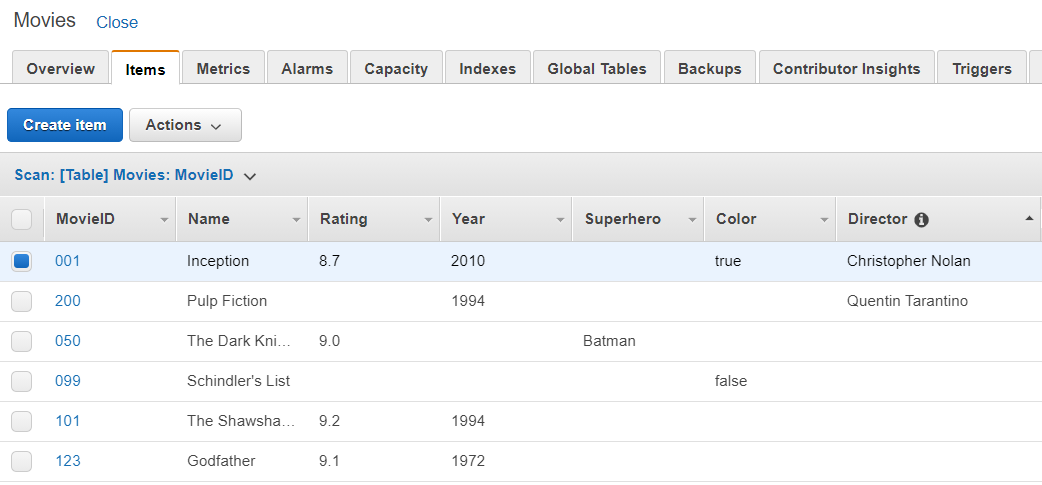 Movies Close
Overview Items Metrics Alarms Capacity Indexes Global Tables Backups Contributor Insights Triggers
Create item Actions
Scan: [Table] Movies: MovieID
MovieID Name Rating Year Superhero Color Director
001 Inception 8.7 2010 true Christopher Nolan
200 Pulp Fiction 1994 Quentin Tarantino
050 The Dark Kni... 9.0 Batman
099 Schindler's List false
101 The Shawsha... 9.2 1994
123 Godfather 9.1 1972